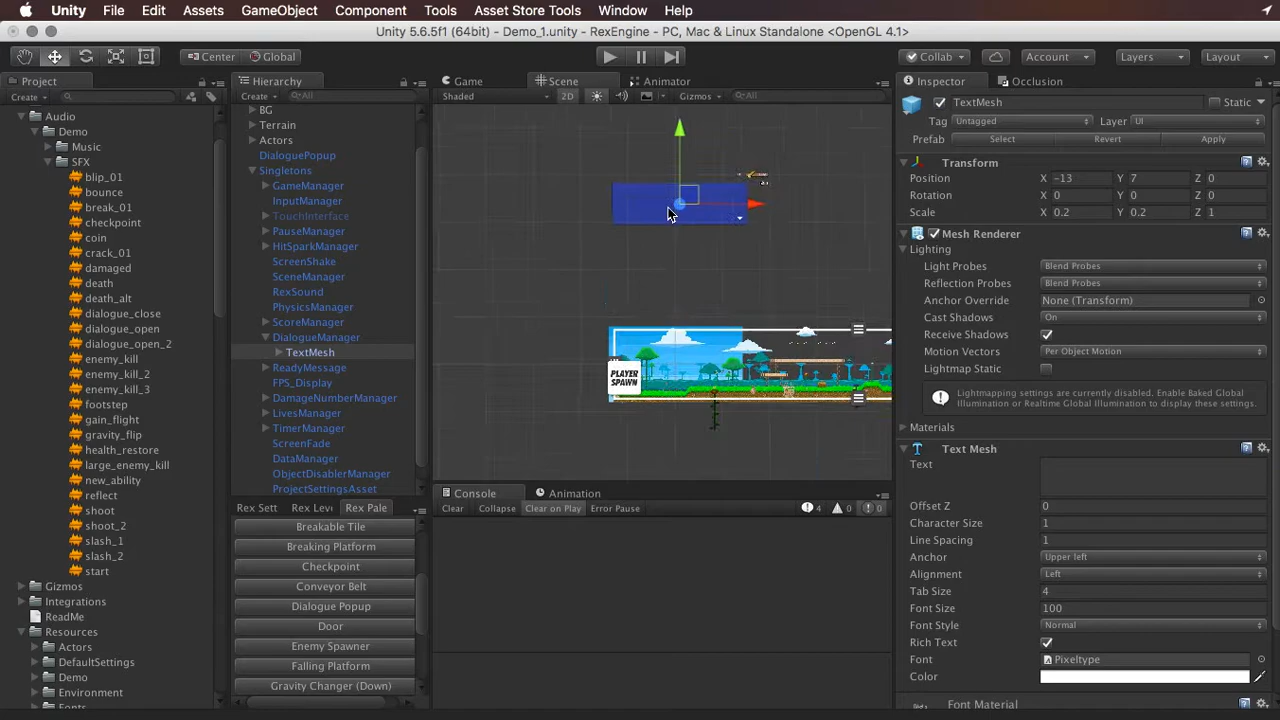 Unity File Edit Assets GameObject Component Tools Asset Store Tools Window Help
Unity 5.6.5f1 (64bit) - Demo_1.unity - RexEngine - PC, Mac & Linux Standalone <OpenGL 4.1>
Center Global Collab Account Layers Layout
Project
Create
Audio
Demo
Music
SFX
blip_01
bounce
break_01
checkpoint
coin
crack_01
damaged
death
death_alt
dialogue_close
dialogue_open
dialogue_open_2
enemy_kill
enemy_kill_2
enemy_kill_3
footstep
gain_flight
gravity_flip
health_restore
large_enemy_kill
new_ability
reflect
shoot
shoot_2
slash_1
slash_2
start
Gizmos
Integrations
ReadMe
Resources
Actors
DefaultSettings
Demo
Environment
Fonts
Hierarchy
Create All
BG
Terrain
Actors
DialoguePopup
Singletons
GameManager
InputManager
TouchInterface
PauseManager
HitSparkManager
ScreenShake
SceneManager
RexSound
PhysicsManager
ScoreManager
DialogueManager
TextMesh
ReadyMessage
FPS_Display
DamageNumberManager
LivesManager
TimerManager
ScreenFade
DataManager
ObjectDisablerManager
ProjectSettingsAsset
Rex Sett Rex Leve Rex Pale
Breakable Tile
Breaking Platform
Checkpoint
Conveyor Belt
Dialogue Popup
Door
Enemy Spawner
Falling Platform
Gravity Changer (Down)
Game Scene Animator
Shaded 2D Gizmos All
PLAYER
SPAWN
Console Animation
Clear Collapse Clear on Play Error Pause 4 0 0
Inspector Occlusion
TextMesh Static
Tag Untagged Layer UI
Prefab Select Revert Apply
Transform
Position X -13 Y 7 Z 0
Rotation X 0 Y 0 Z 0
Scale X 0.2 Y 0.2 Z 1
Mesh Renderer
Lighting
Light Probes Blend Probes
Reflection Probes Blend Probes
Anchor Override None (Transform)
Cast Shadows On
Receive Shadows
Motion Vectors Per Object Motion
Lightmap Static
Lightmapping settings are currently disabled. Enable Baked Global
Illumination or Realtime Global Illumination to display these settings.
Materials
Text Mesh
Text
Offset Z 0
Character Size 1
Line Spacing 1
Anchor Upper left
Alignment Left
Tab Size 4
Font Size 100
Font Style Normal
Rich Text
Font Pixeltype
Color
Font Material